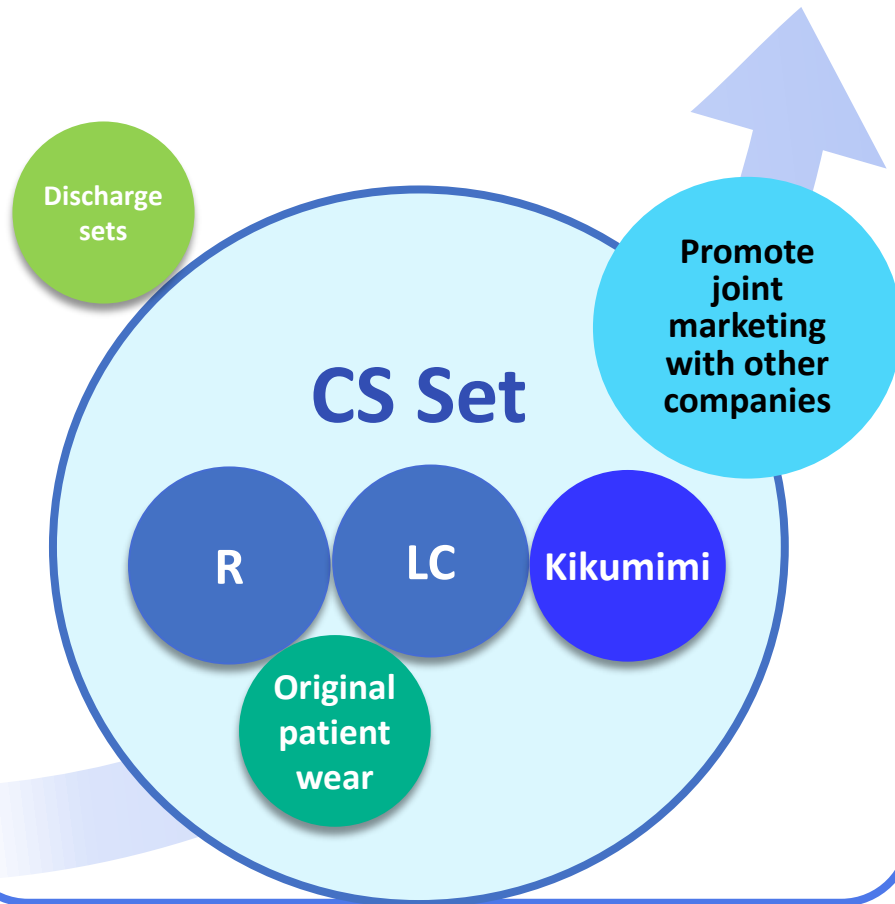 Discharge
sets
Promote
joint
marketing
with other
companies
CS Set
R
LC
Kikumimi
Original
patient
wear